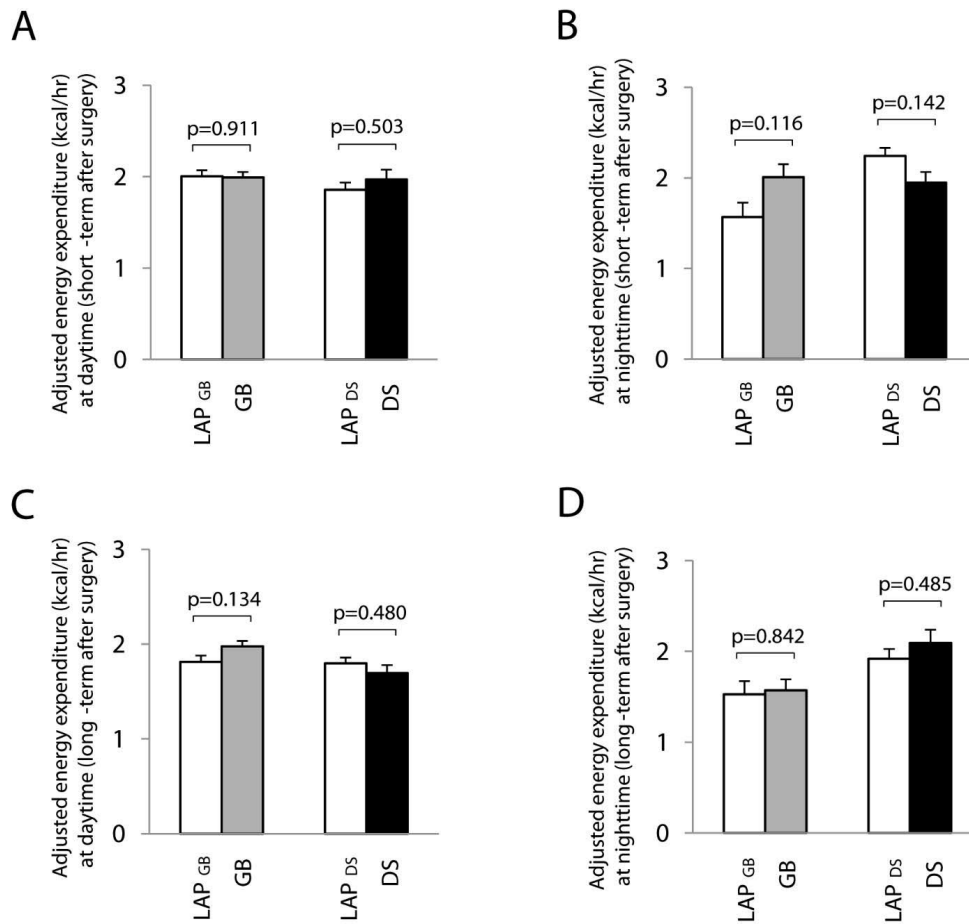 A
Adjusted energy expenditure (kcal/hr)
at daytime (short -term after surgery)
3
2
1
0
p=0.911
p=0.503
LAP GB
GB
LAP DS
DS
B
Adjusted energy expenditure (kcal/hr)
at nighttime (short -term after surgery)
3
2
1
0
p=0.116
p=0.142
LAP GB
GB
LAP DS
DS
C
Adjusted energy expenditure (kcal/hr)
at daytime (long -term after surgery)
3
2
1
0
p=0.134
p=0.480
LAP GB
GB
LAP DS
DS
D
Adjusted energy expenditure (kcal/hr)
at nighttime (long -term after surgery)
3
2
1
0
p=0.842
p=0.485
LAP GB
GB
LAP DS
DS